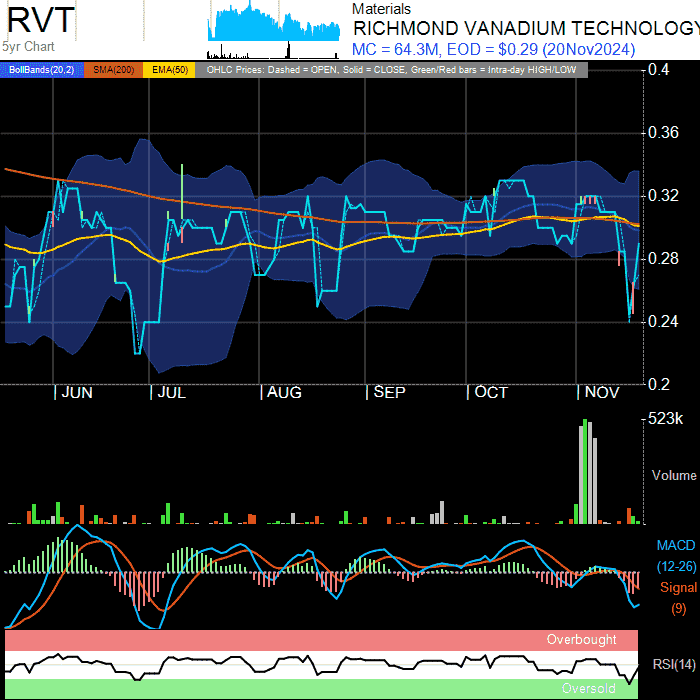 RVT
5yr Chart
Materials
RICHMOND VANADIUM TECHNOLOGY
MC = 64.3M, EOD = $0.29 (20Nov2024)
BollBands(20,2) SMA(200) EMA(50) OHLC Prices: Dashed = OPEN, Solid = CLOSE, Green/Red bars = Intra-day HIGH/LOW
0.4
0.36
0.32
0.28
0.24
0.2
JUN JUL AUG SEP OCT NOV
523k
Volume
MACD
(12-26)
Signal
(9)
Overbought
RSI(14)
Oversold